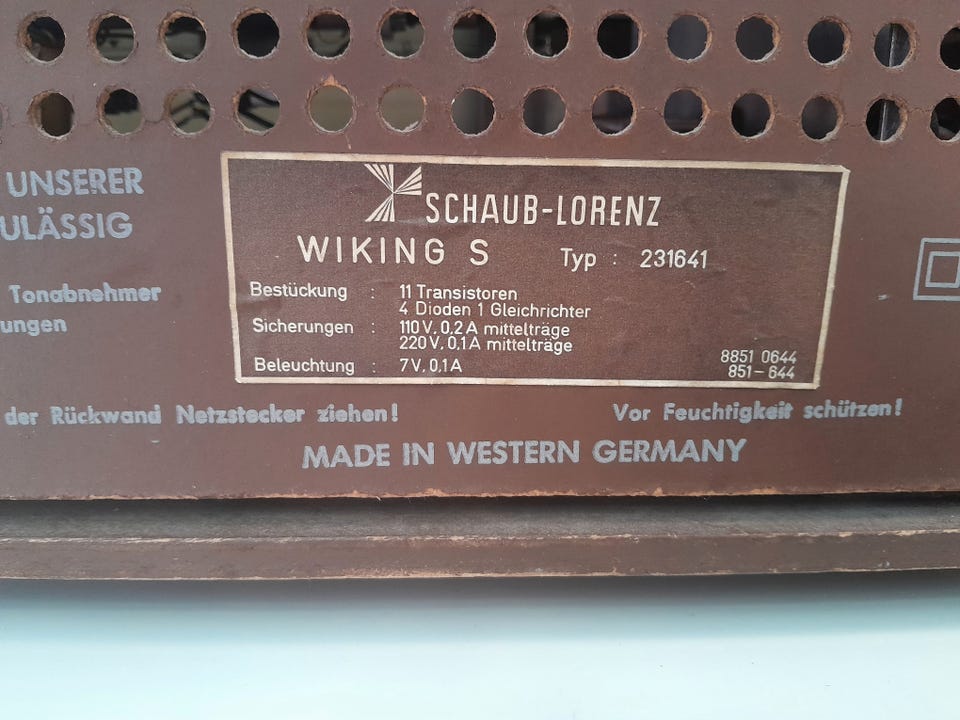 UNSERER
ULÄSSIG
Tonabnehmer
ungen
SCHAUB-LORENZ
WIKING S Typ : 231641
Bestückung : 11 Transistoren
4 Dioden 1 Gleichrichter
Sicherungen : 110 V, 0,2 A mittelträge
220 V, 0,1 A mittelträge
Beleuchtung : 7 V, 0,1 A
8851 0644
851-644
der Rückwand Netzstecker ziehen! Vor Feuchtigkeit schützen!
MADE IN WESTERN GERMANY